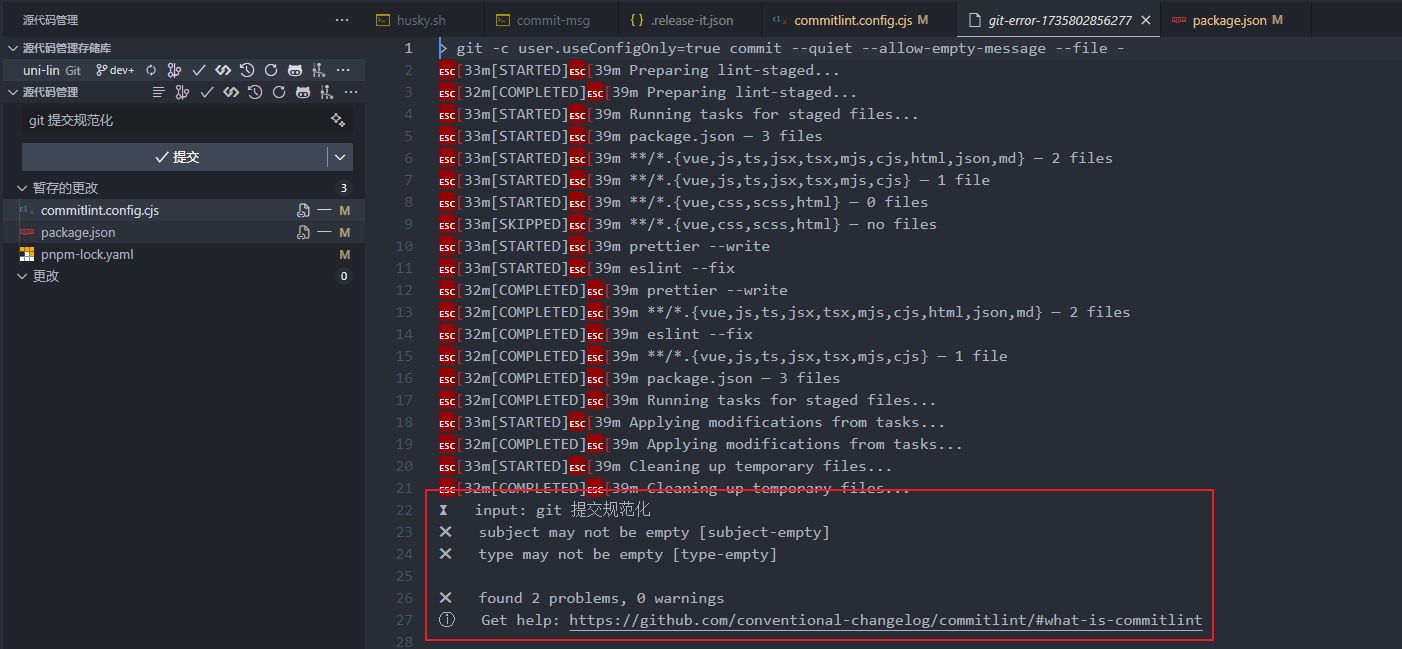 源代码管理
husky.sh
commit-msg
{ } .release-it.json
commitlint.config.cjs M
git-error-1735802856277
package.json M
源代码管理存储库
uni-lin Git dev+
源代码管理
git 提交规范化
提交
暂存的更改 3
commitlint.config.cjs M
package.json M
pnpm-lock.yaml M
更改 0
1 > git -c user.useConfigOnly=true commit --quiet --allow-empty-message --file -
2 ESC[33m[STARTED]ESC[39m Preparing lint-staged...
3 ESC[32m[COMPLETED]ESC[39m Preparing lint-staged...
4 ESC[33m[STARTED]ESC[39m Running tasks for staged files...
5 ESC[33m[STARTED]ESC[39m package.json — 3 files
6 ESC[33m[STARTED]ESC[39m **/*.{vue,js,ts,jsx,tsx,mjs,cjs,html,json,md} — 2 files
7 ESC[33m[STARTED]ESC[39m **/*.{vue,js,ts,jsx,tsx,mjs,cjs} — 1 file
8 ESC[33m[STARTED]ESC[39m **/*.{vue,css,scss,html} — 0 files
9 ESC[33m[SKIPPED]ESC[39m **/*.{vue,css,scss,html} — no files
10 ESC[33m[STARTED]ESC[39m prettier --write
11 ESC[33m[STARTED]ESC[39m eslint --fix
12 ESC[32m[COMPLETED]ESC[39m prettier --write
13 ESC[32m[COMPLETED]ESC[39m **/*.{vue,js,ts,jsx,tsx,mjs,cjs,html,json,md} — 2 files
14 ESC[32m[COMPLETED]ESC[39m eslint --fix
15 ESC[32m[COMPLETED]ESC[39m **/*.{vue,js,ts,jsx,tsx,mjs,cjs} — 1 file
16 ESC[32m[COMPLETED]ESC[39m package.json — 3 files
17 ESC[32m[COMPLETED]ESC[39m Running tasks for staged files...
18 ESC[33m[STARTED]ESC[39m Applying modifications from tasks...
19 ESC[32m[COMPLETED]ESC[39m Applying modifications from tasks...
20 ESC[33m[STARTED]ESC[39m Cleaning up temporary files...
21 ESC[32m[COMPLETED]ESC[39m Cleaning up temporary files...
22 ⧗ input: git 提交规范化
23 ✖ subject may not be empty [subject-empty]
24 ✖ type may not be empty [type-empty]
25
26 ✖ found 2 problems, 0 warnings
27 ⓘ Get help: https://github.com/conventional-changelog/commitlint/#what-is-commitlint
28